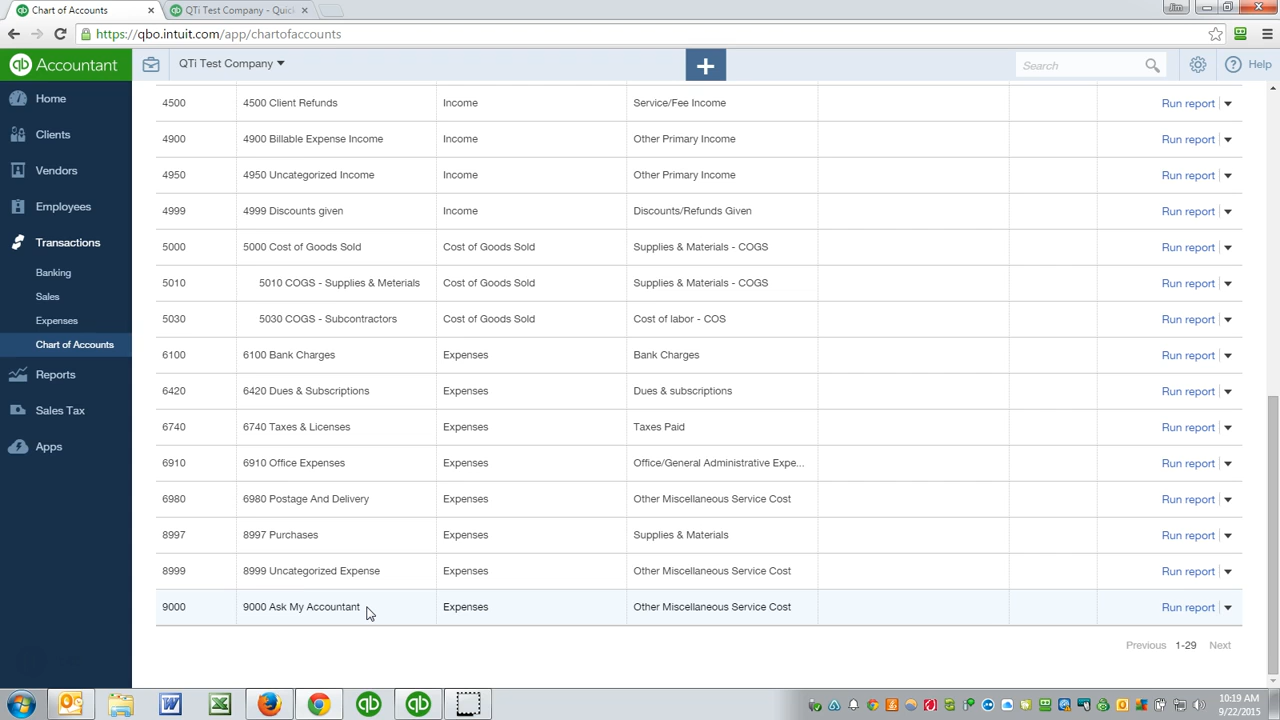 Chart of Accounts
QTi Test Company - Quick
Jim
https://qbo.intuit.com/app/chartofaccounts
qb Accountant
QTi Test Company
+
Search
? Help
Home
Clients
Vendors
Employees
Transactions
Banking
Sales
Expenses
Chart of Accounts
Reports
Sales Tax
Apps
4500 4500 Client Refunds Income Service/Fee Income Run report
4900 4900 Billable Expense Income Income Other Primary Income Run report
4950 4950 Uncategorized Income Income Other Primary Income Run report
4999 4999 Discounts given Income Discounts/Refunds Given Run report
5000 5000 Cost of Goods Sold Cost of Goods Sold Supplies & Materials - COGS Run report
5010 5010 COGS - Supplies & Meterials Cost of Goods Sold Supplies & Materials - COGS Run report
5030 5030 COGS - Subcontractors Cost of Goods Sold Cost of labor - COS Run report
6100 6100 Bank Charges Expenses Bank Charges Run report
6420 6420 Dues & Subscriptions Expenses Dues & subscriptions Run report
6740 6740 Taxes & Licenses Expenses Taxes Paid Run report
6910 6910 Office Expenses Expenses Office/General Administrative Expe... Run report
6980 6980 Postage And Delivery Expenses Other Miscellaneous Service Cost Run report
8997 8997 Purchases Expenses Supplies & Materials Run report
8999 8999 Uncategorized Expense Expenses Other Miscellaneous Service Cost Run report
9000 9000 Ask My Accountant Expenses Other Miscellaneous Service Cost Run report
Previous 1-29 Next
10:19 AM
9/22/2015